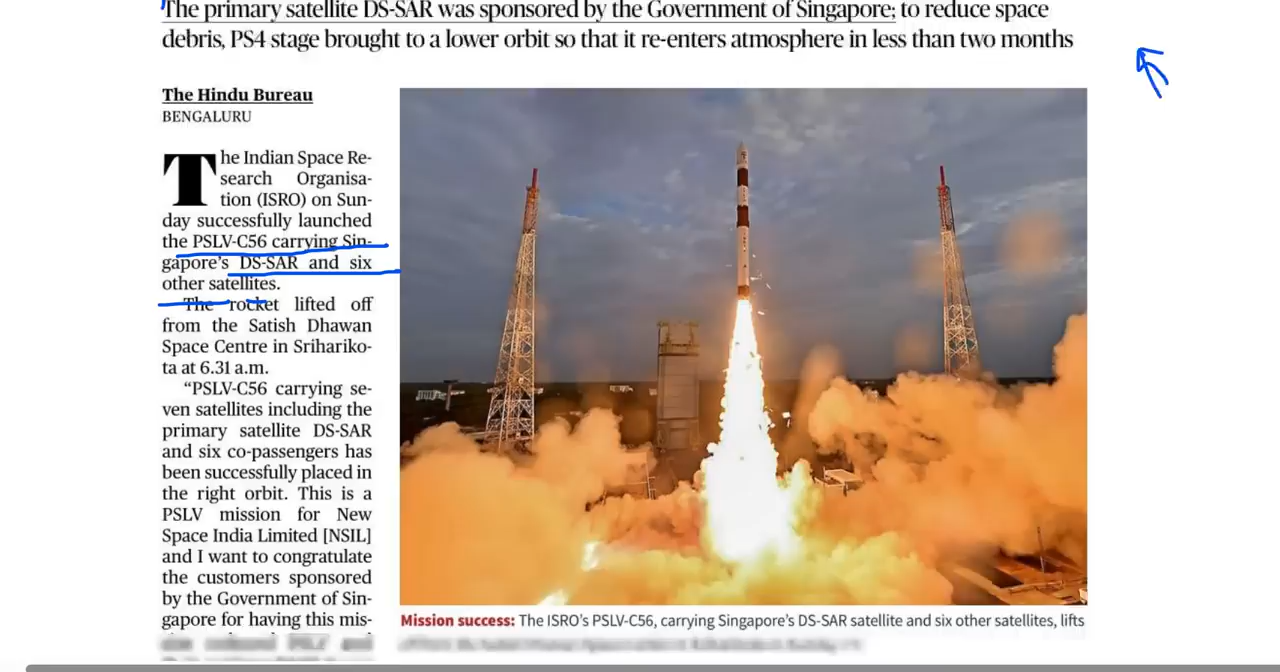 The primary satellite DS-SAR was sponsored by the Government of Singapore; to reduce space
debris, PS4 stage brought to a lower orbit so that it re-enters atmosphere in less than two months
The Hindu Bureau
BENGALURU
The Indian Space Re-
search Organisa-
tion (ISRO) on Sun-
day successfully launched
the PSLV-C56 carrying Sin-
gapore's DS-SAR and six
other satellites.
The rocket lifted off
from the Satish Dhawan
Space Centre in Srihariko-
ta at 6.31 a.m.
“PSLV-C56 carrying se-
ven satellites including the
primary satellite DS-SAR
and six co-passengers has
been successfully placed in
the right orbit. This is a
PSLV mission for New
Space India Limited [NSIL]
and I want to congratulate
the customers sponsored
by the Government of Sin-
gapore for having this mis-
Mission success: The ISRO's PSLV-C56, carrying Singapore's DS-SAR satellite and six other satellites, lifts